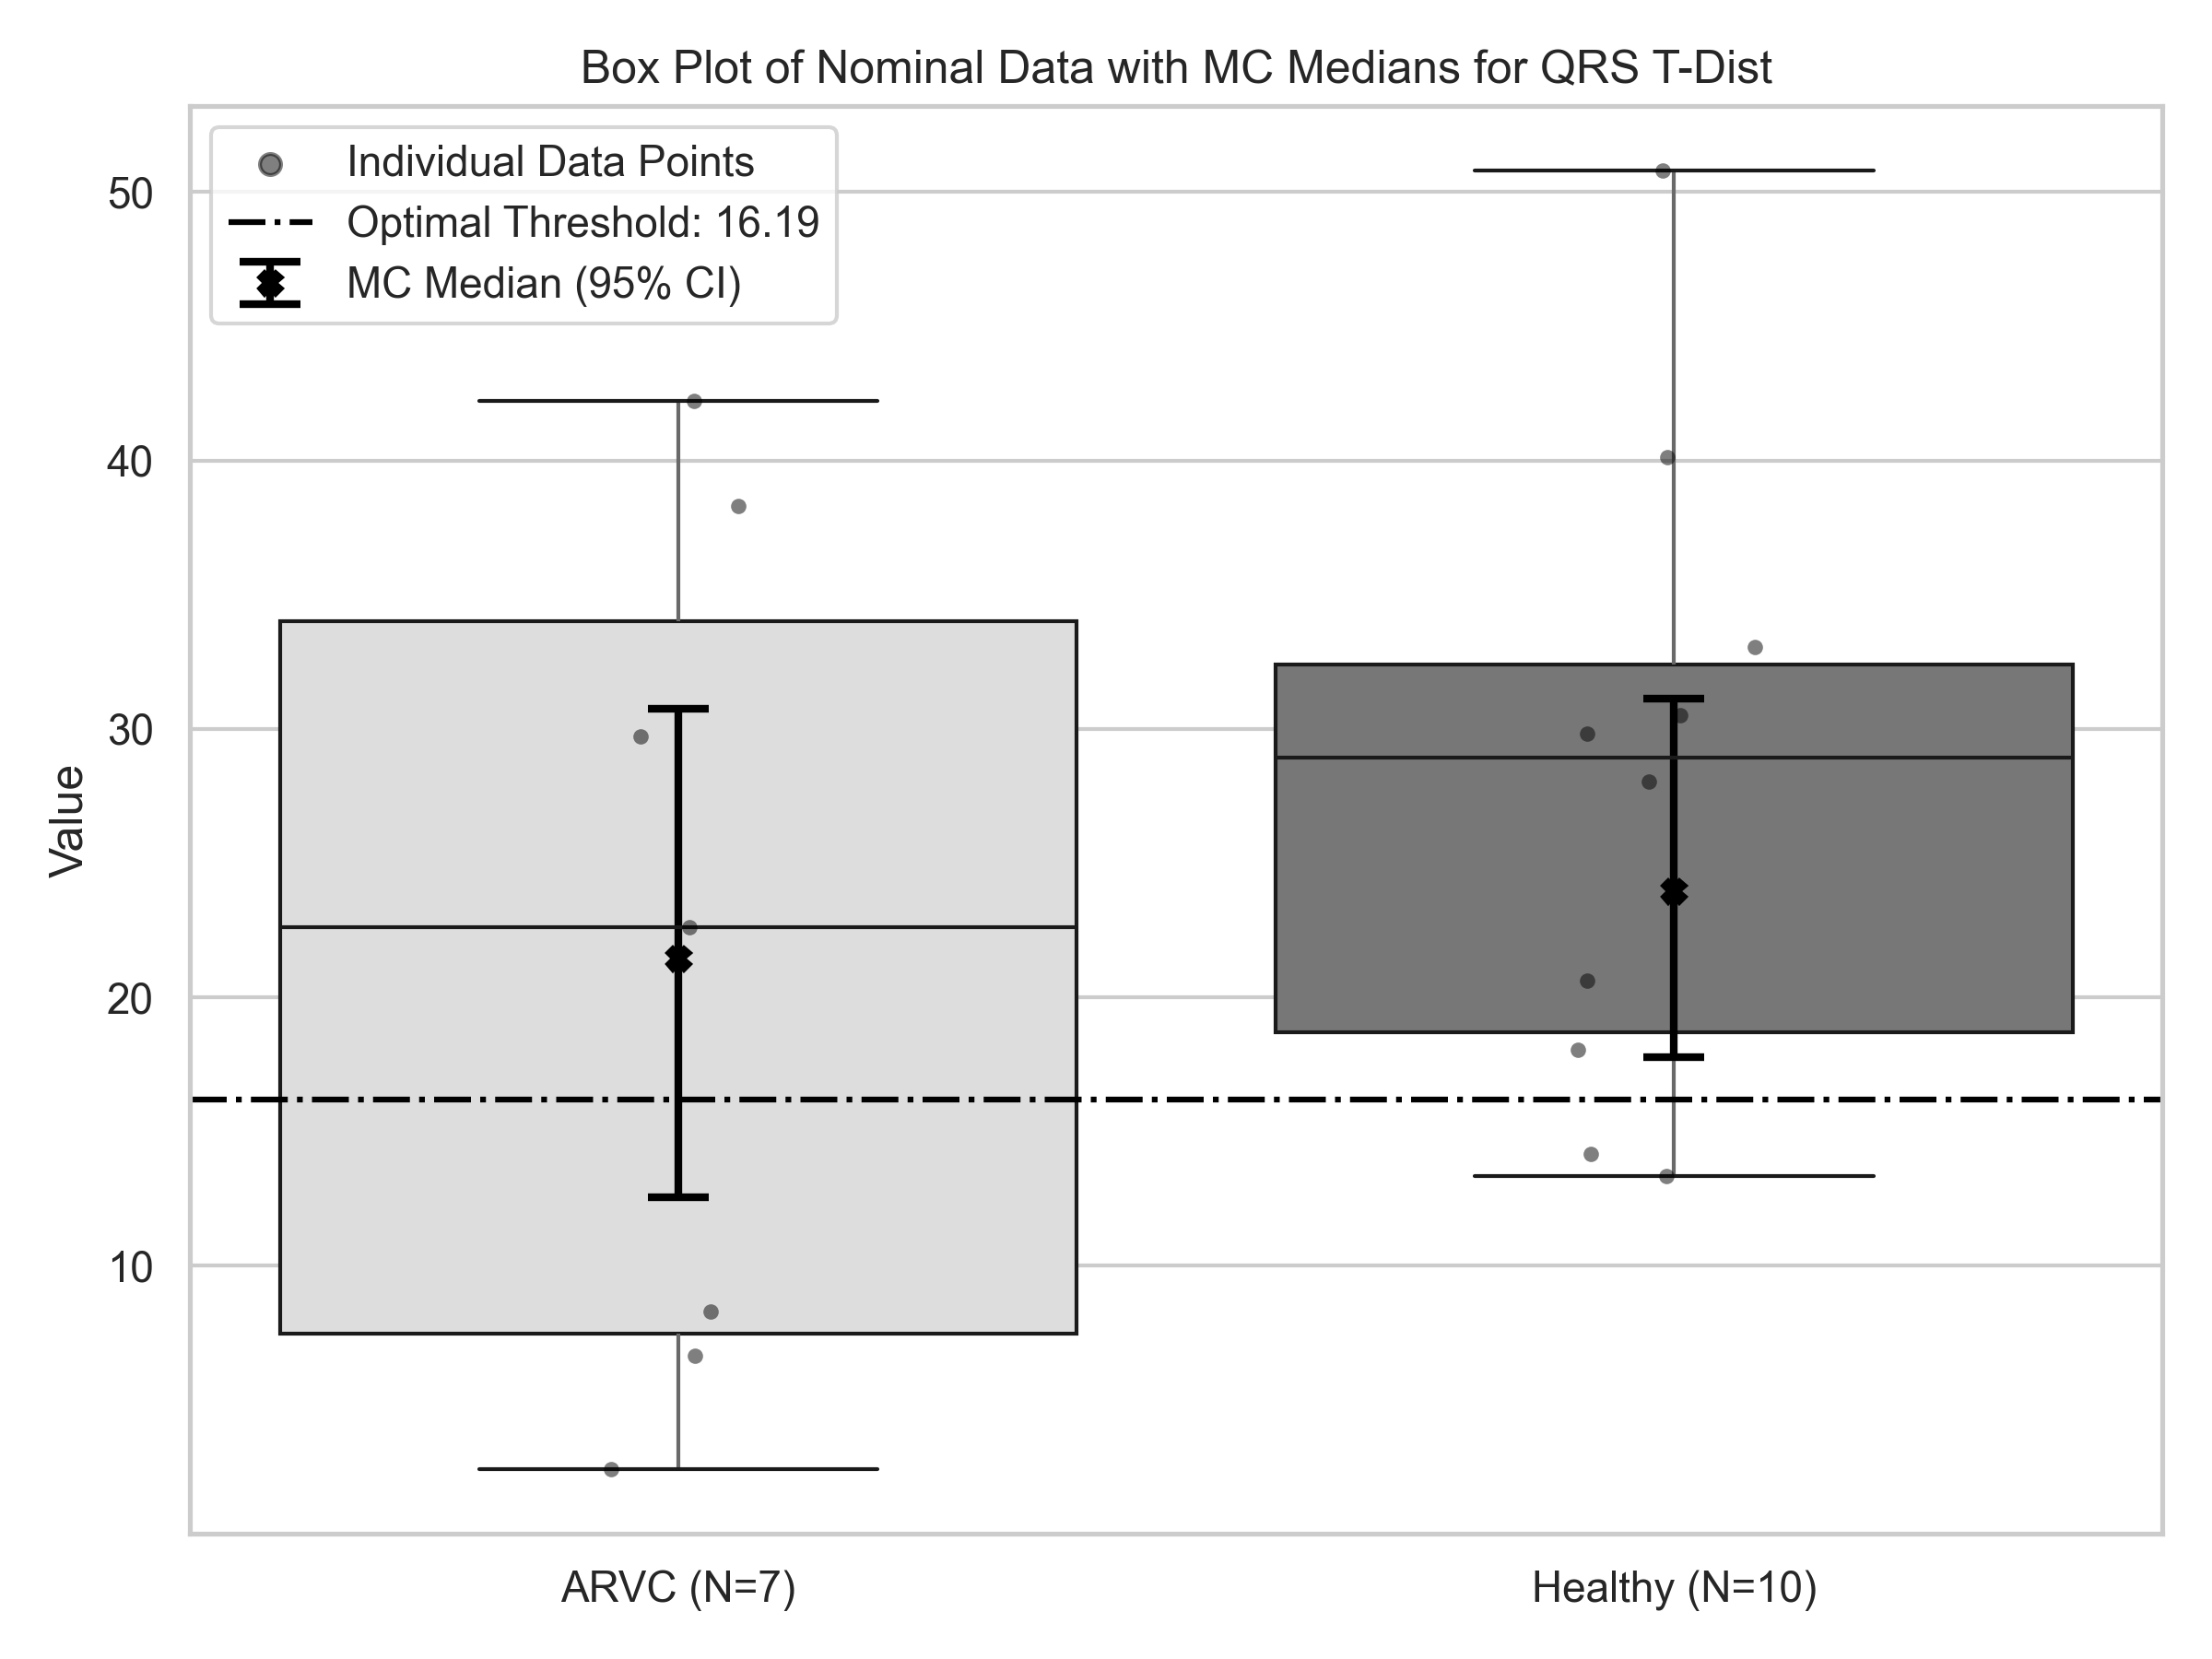 Box Plot of Nominal Data with MC Medians for QRS T-Dist
Individual Data Points
Optimal Threshold: 16.19
MC Median (95% CI)
50
40
30
20
10
Value
ARVC (N=7)
Healthy (N=10)